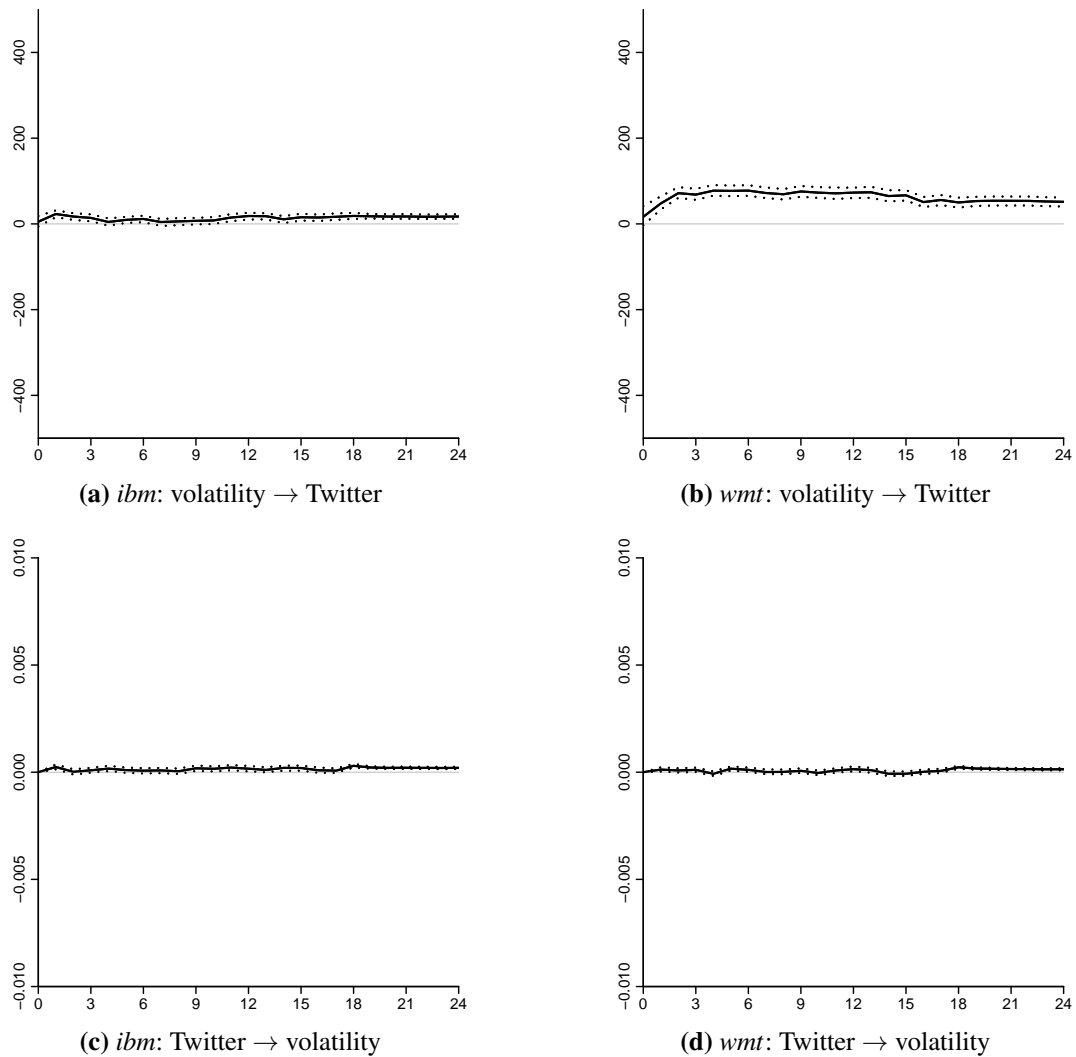 400
200
0
−200
−400
0 3 6 9 12 15 18 21 24
(a) ibm: volatility → Twitter
400
200
0
−200
−400
0 3 6 9 12 15 18 21 24
(b) wmt: volatility → Twitter
0.010
0.005
0.000
−0.005
−0.010
0 3 6 9 12 15 18 21 24
(c) ibm: Twitter → volatility
0.010
0.005
0.000
−0.005
−0.010
0 3 6 9 12 15 18 21 24
(d) wmt: Twitter → volatility